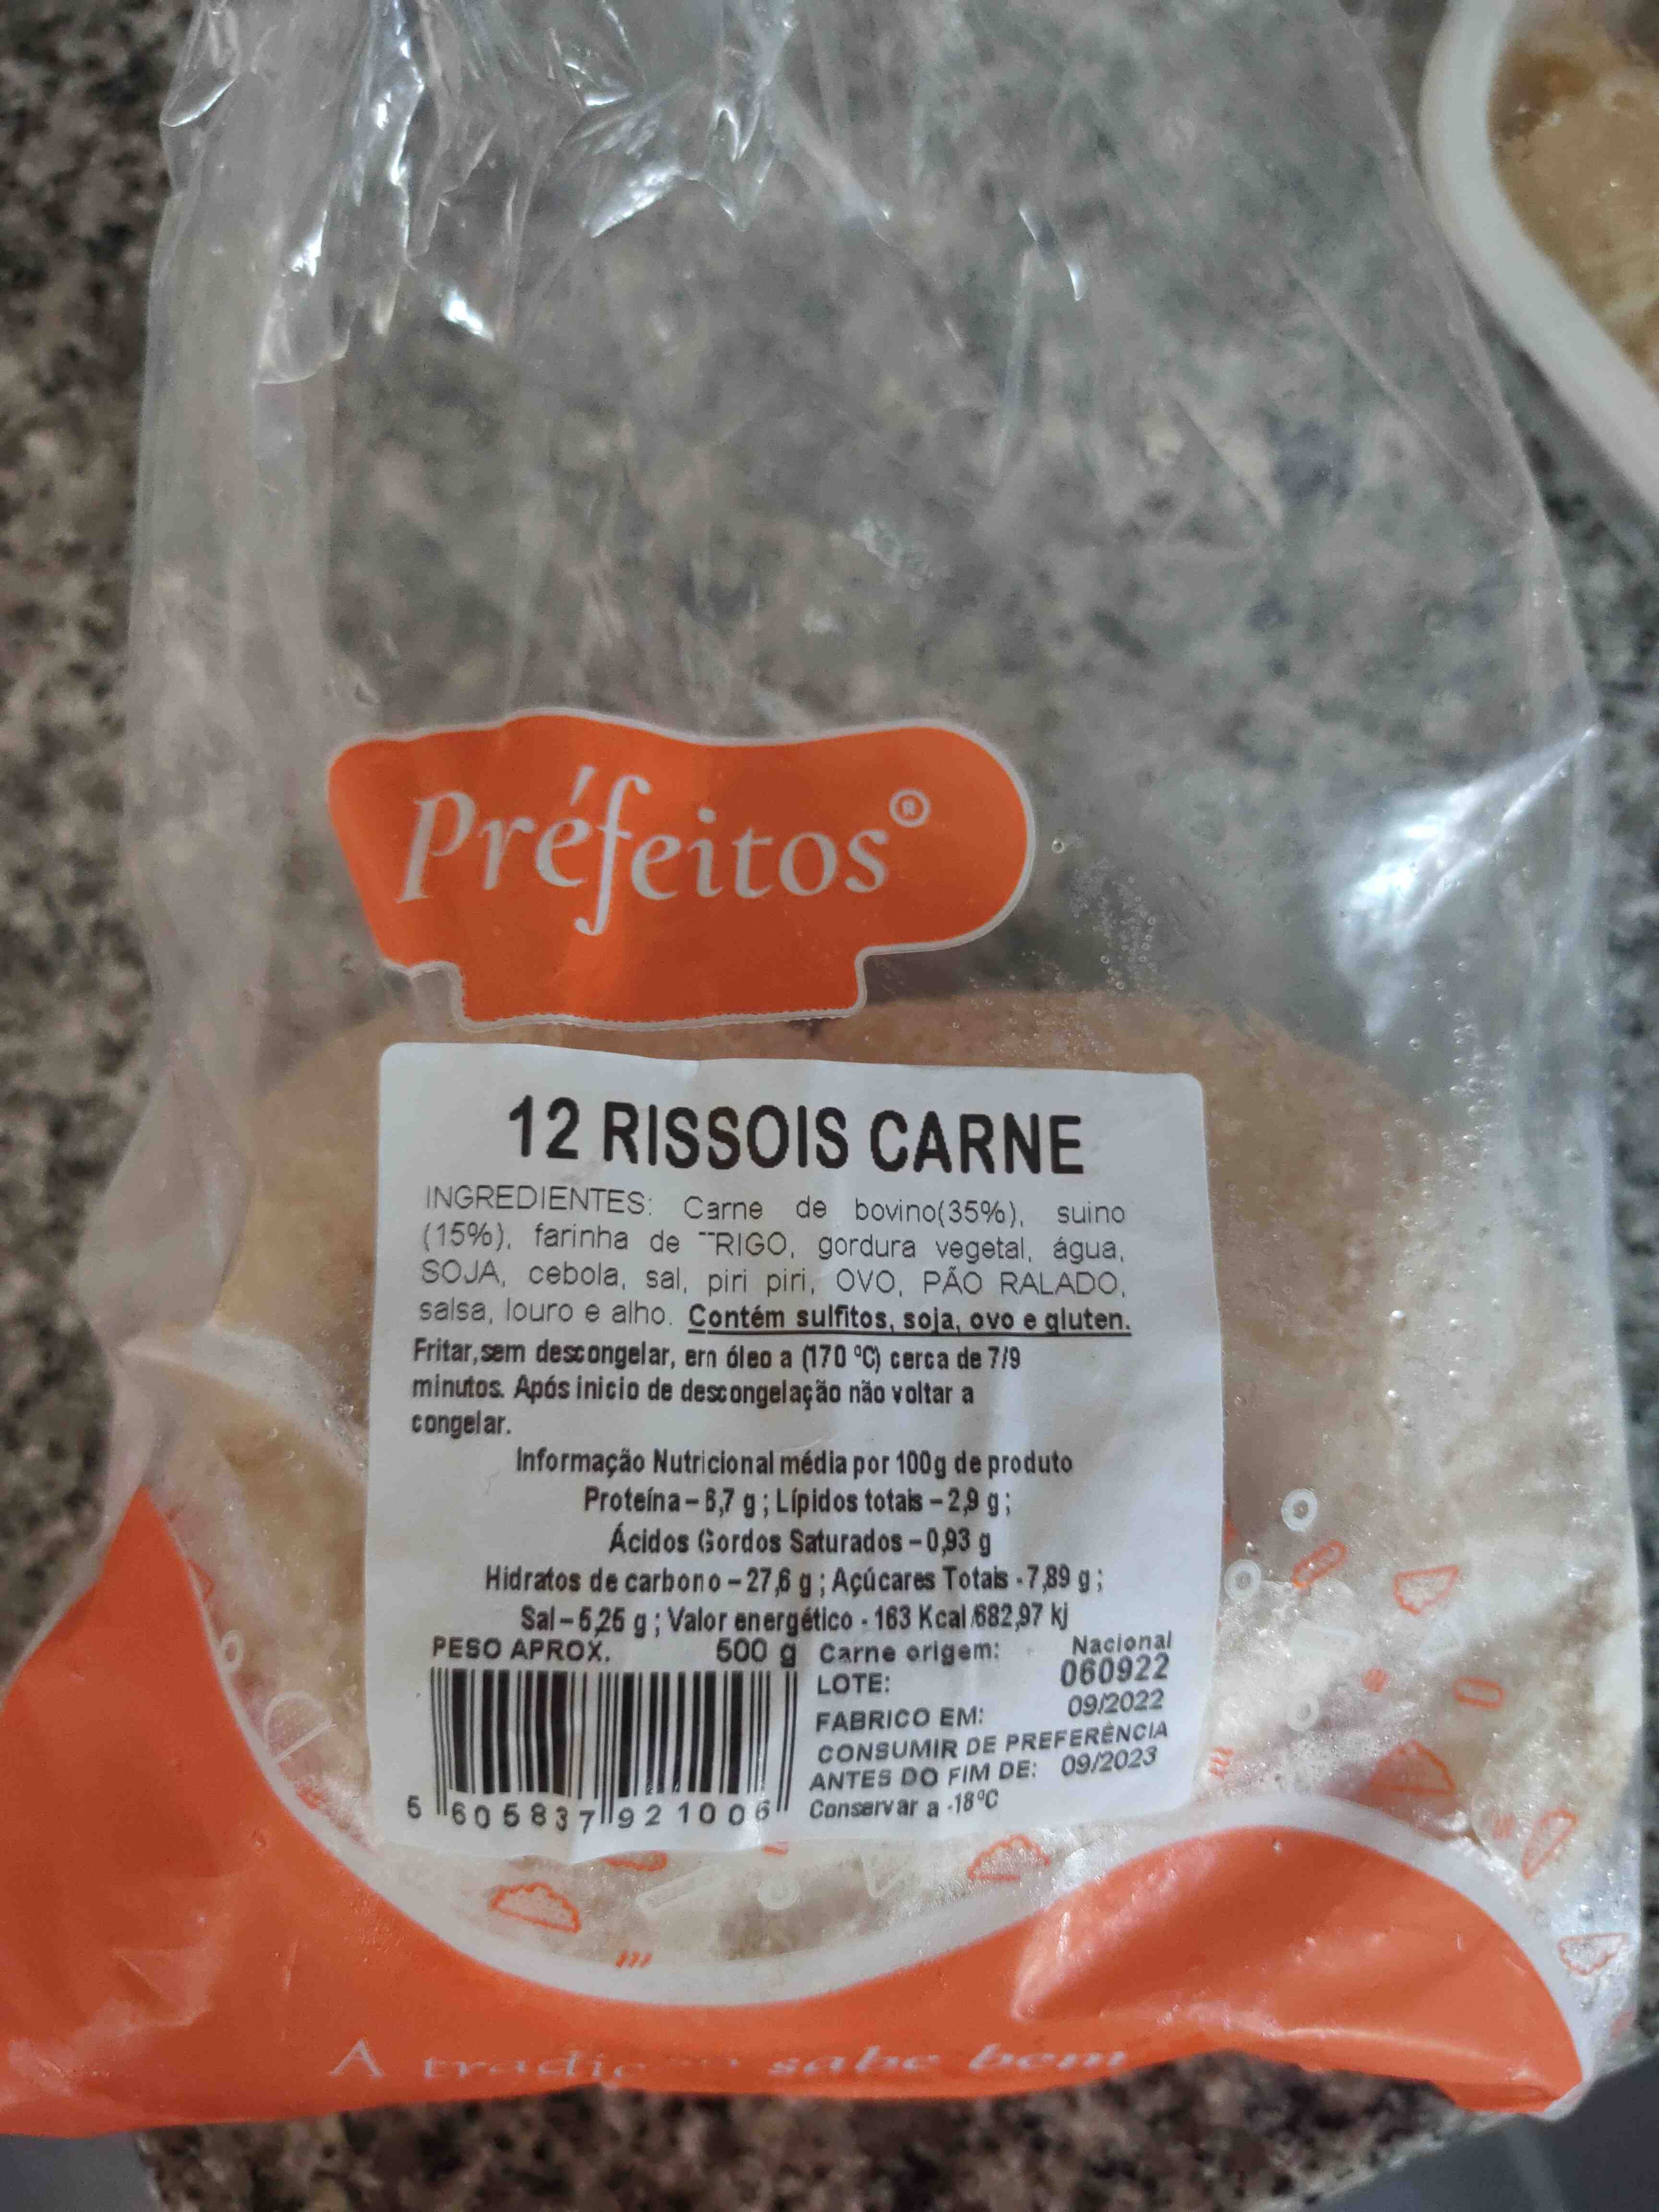 Préfeitos®
12 RISSOIS CARNE
INGREDIENTES: Carne de bovino(35%), suino
(15%), farinha de TRIGO, gordura vegetal, água,
SOJA, cebola, sal, piri piri, OVO, PÃO RALADO,
salsa, louro e alho. Contém sulfitos, soja, ovo e gluten.
Fritar, sem descongelar, em óleo a (170 ºC) cerca de 7/9
minutos. Após inicio de descongelação não voltar a
congelar.
Informação Nutricional média por 100g de produto
Proteína – 6,7 g ; Lípidos totais – 2,9 g ;
Ácidos Gordos Saturados – 0,93 g
Hidratos de carbono – 27,6 g ; Açúcares Totais - 7,89 g ;
Sal – 5,25 g ; Valor energético - 163 Kcal /682,97 kj
PESO APROX. 500 g Carne origem: Nacional
LOTE: 060922
FABRICO EM: 09/2022
CONSUMIR DE PREFERÊNCIA
ANTES DO FIM DE: 09/2023
Conservar a -18ºC
5 605837 921006
A sabe bem